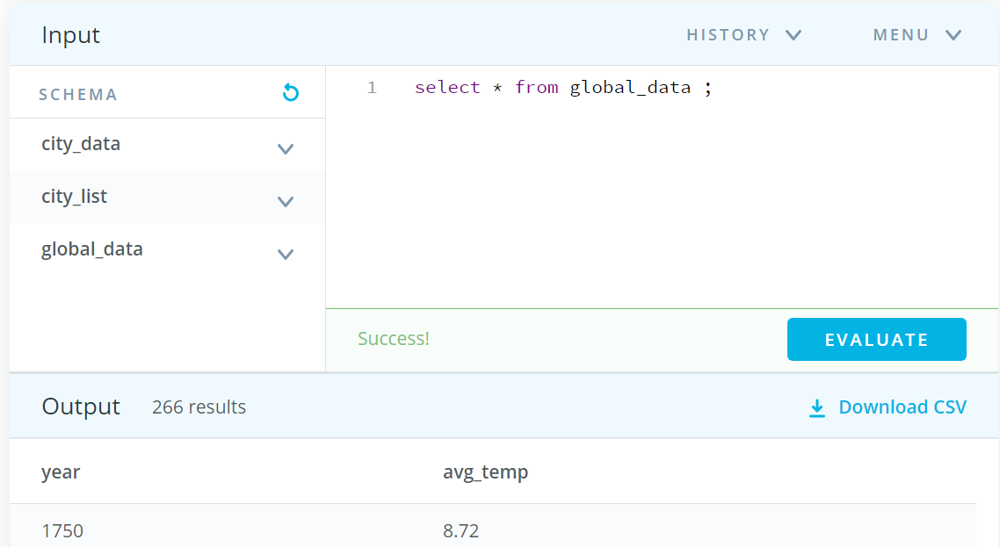 Input
HISTORY
MENU
SCHEMA
city_data
city_list
global_data
1 select * from global_data ;
Success!
EVALUATE
Output 266 results
Download CSV
year avg_temp
1750 8.72